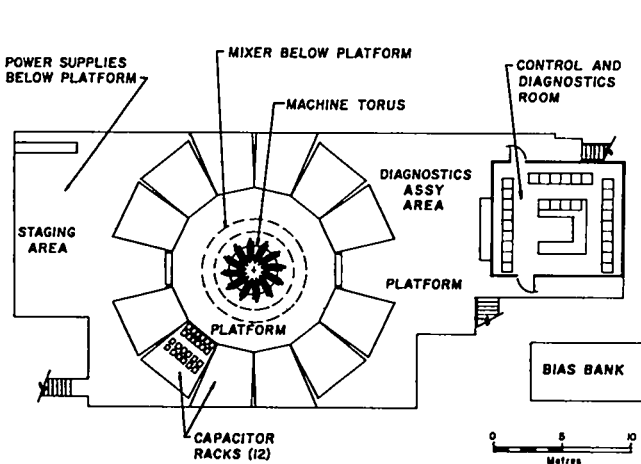 MIXER BELOW PLATFORM
POWER SUPPLIES
BELOW PLATFORM
CONTROL AND
DIAGNOSTICS
ROOM
MACHINE TORUS
DIAGNOSTICS
ASSY
AREA
STAGING
AREA
PLATFORM
PLATFORM
BIAS BANK
CAPACITOR
RACKS (12)
0 5 10
Metres